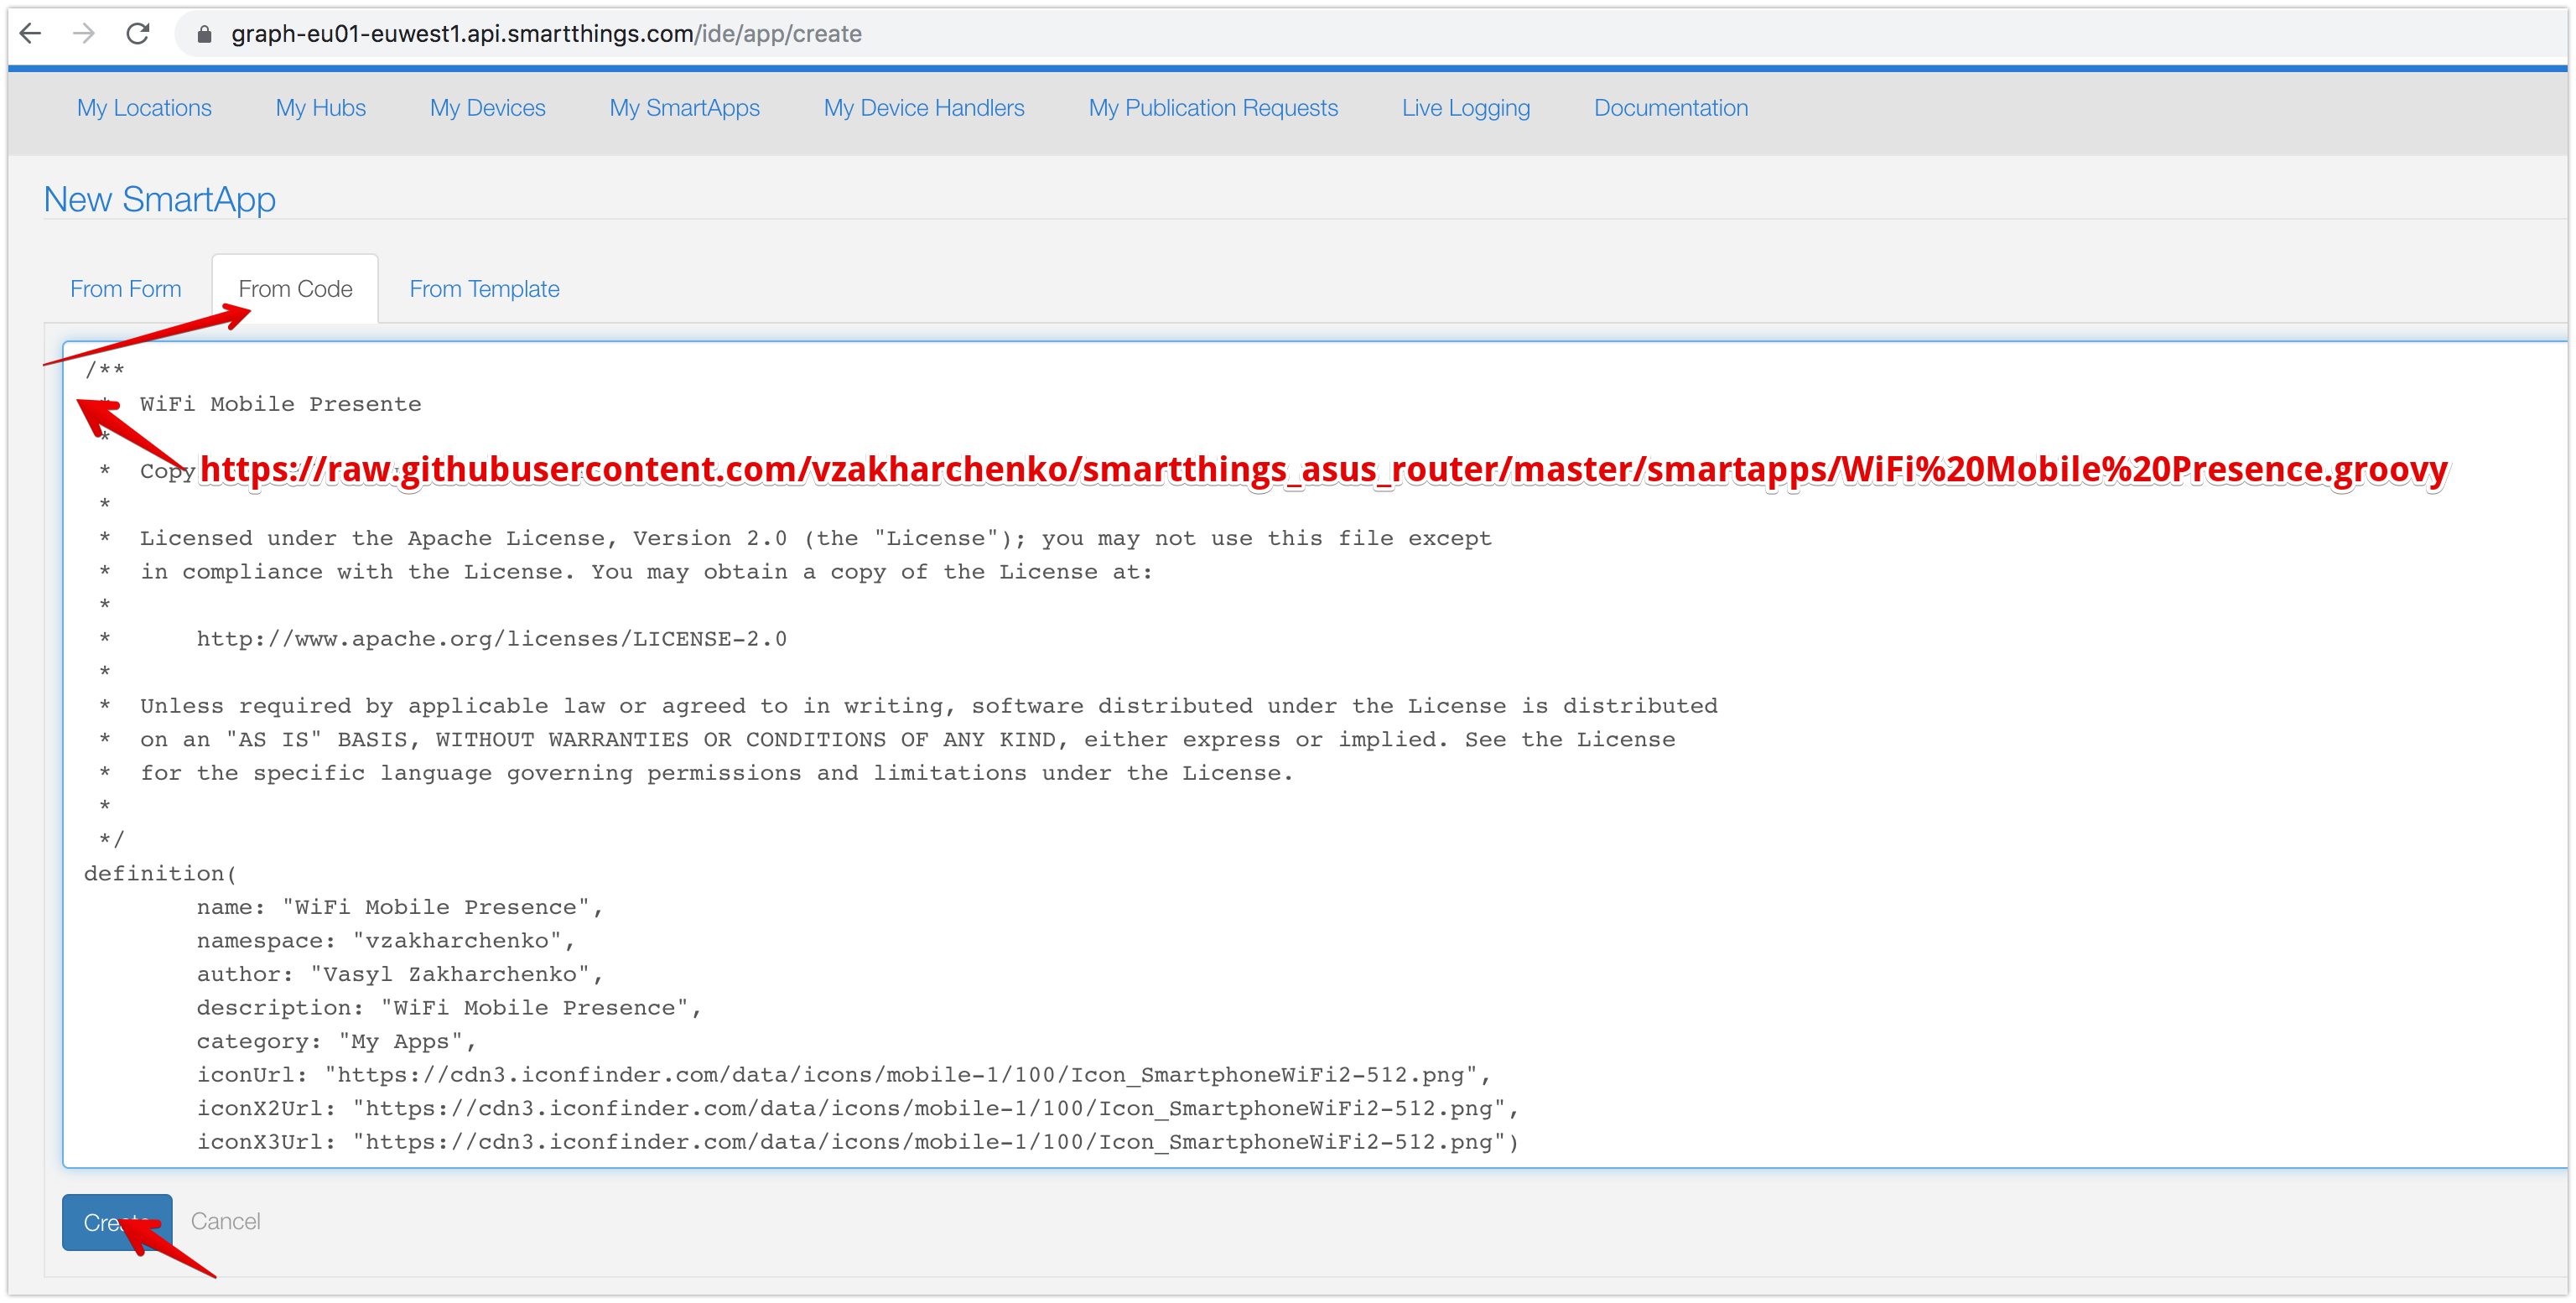 graph-eu01-euwest1.api.smartthings.com/ide/app/create
My Locations My Hubs My Devices My SmartApps My Device Handlers My Publication Requests Live Logging Documentation
New SmartApp
From Form From Code From Template
/**
* WiFi Mobile Presente
*
* Copy
https://raw.githubusercontent.com/vzakharchenko/smartthings_asus_router/master/smartapps/WiFi%20Mobile%20Presence.groovy
*
* Licensed under the Apache License, Version 2.0 (the "License"); you may not use this file except
* in compliance with the License. You may obtain a copy of the License at:
*
* http://www.apache.org/licenses/LICENSE-2.0
*
* Unless required by applicable law or agreed to in writing, software distributed under the License is distributed
* on an "AS IS" BASIS, WITHOUT WARRANTIES OR CONDITIONS OF ANY KIND, either express or implied. See the License
* for the specific language governing permissions and limitations under the License.
*
*/
definition(
name: "WiFi Mobile Presence",
namespace: "vzakharchenko",
author: "Vasyl Zakharchenko",
description: "WiFi Mobile Presence",
category: "My Apps",
iconUrl: "https://cdn3.iconfinder.com/data/icons/mobile-1/100/Icon_SmartphoneWiFi2-512.png",
iconX2Url: "https://cdn3.iconfinder.com/data/icons/mobile-1/100/Icon_SmartphoneWiFi2-512.png",
iconX3Url: "https://cdn3.iconfinder.com/data/icons/mobile-1/100/Icon_SmartphoneWiFi2-512.png")
Create Cancel